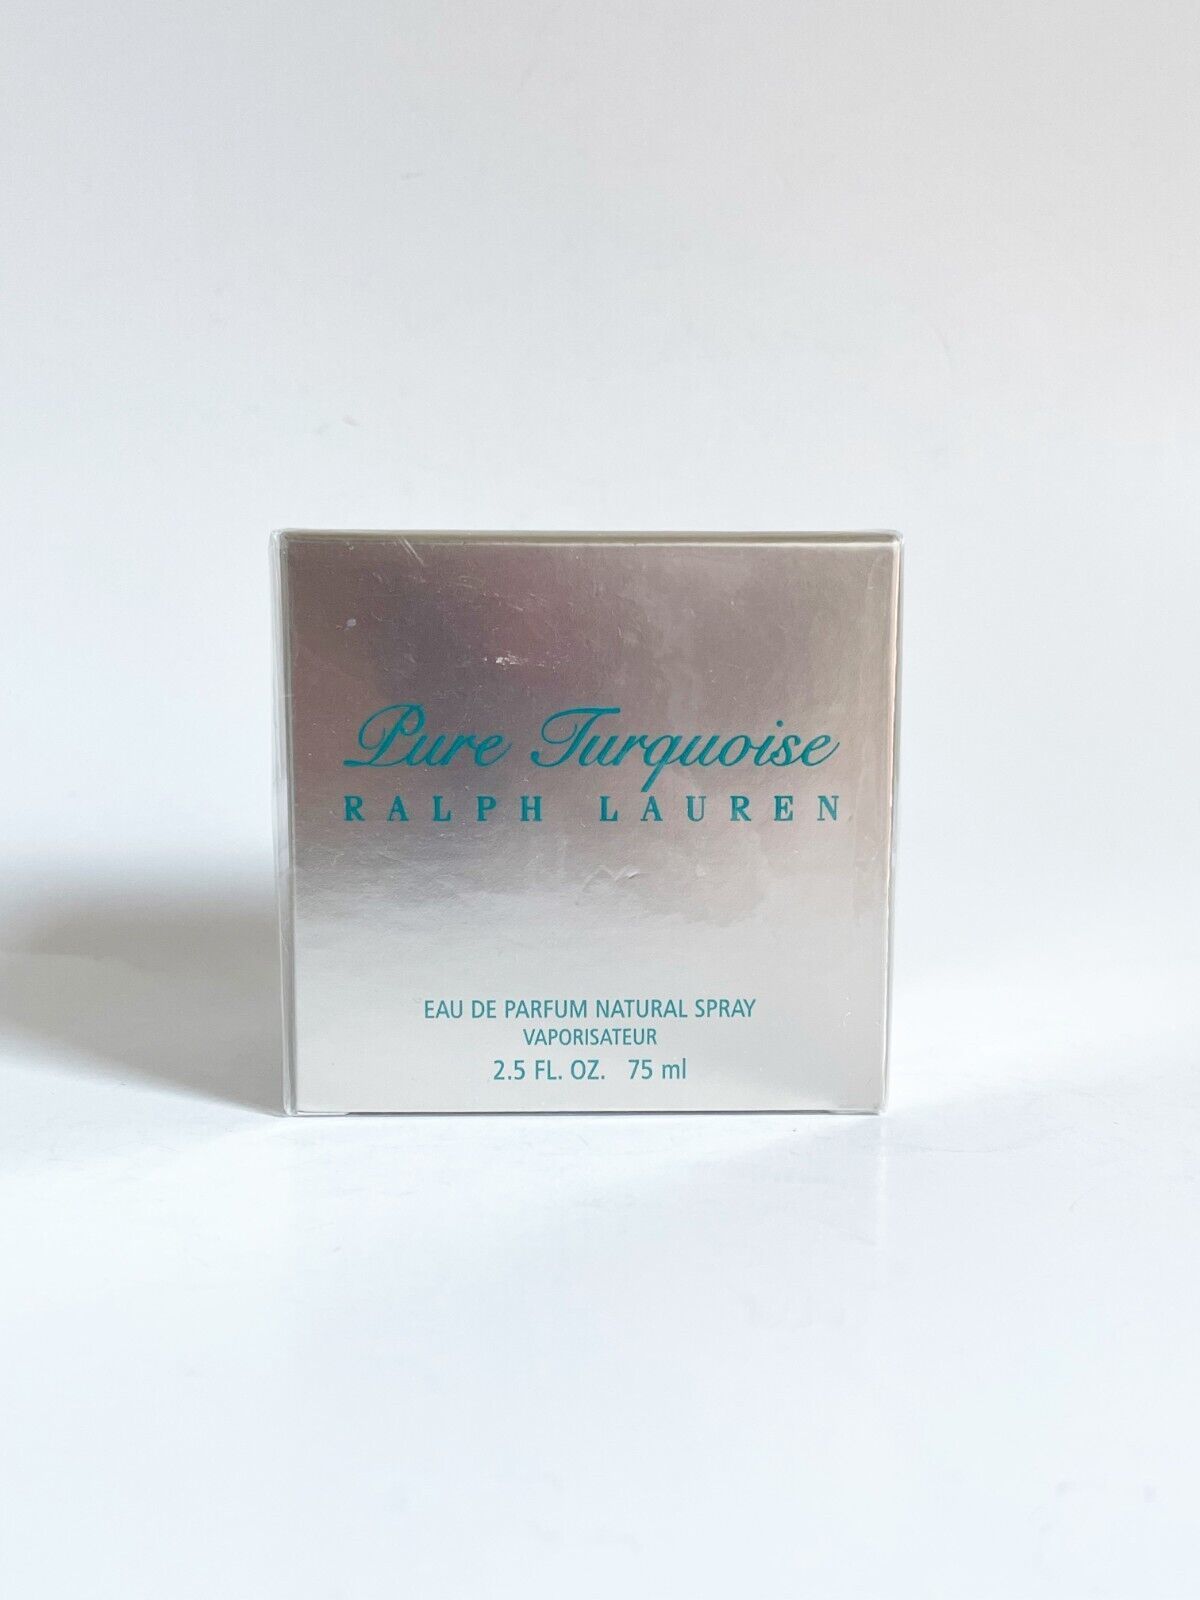 Pure Turquoise
RALPH LAUREN
EAU DE PARFUM NATURAL SPRAY
VAPORISATEUR
2.5 FL. OZ. 75 ml